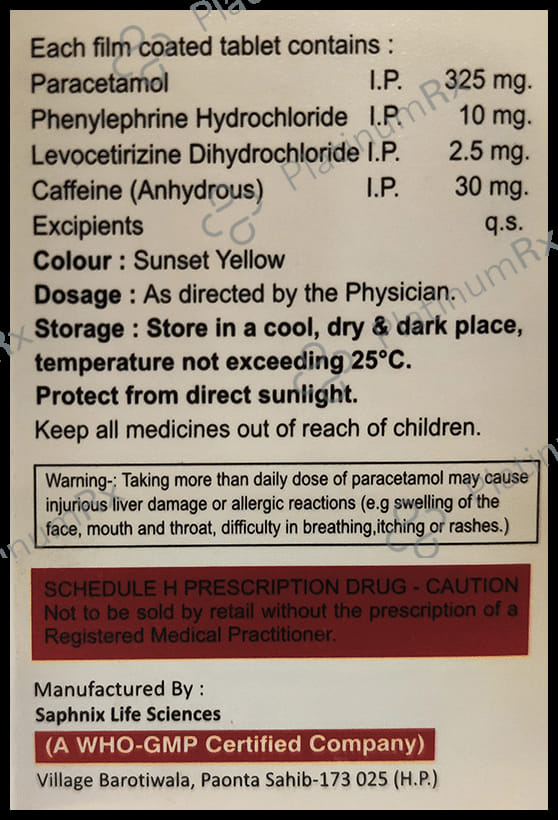 Each film coated tablet contains :
Paracetamol I.P. 325 mg.
Phenylephrine Hydrochloride I.P. 10 mg.
Levocetirizine Dihydrochloride I.P. 2.5 mg.
Caffeine (Anhydrous) I.P. 30 mg.
Excipients q.s.
Colour : Sunset Yellow
Dosage : As directed by the Physician.
Storage : Store in a cool, dry & dark place,
temperature not exceeding 25°C.
Protect from direct sunlight.
Keep all medicines out of reach of children.
Warning-: Taking more than daily dose of paracetamol may cause
injurious liver damage or allergic reactions (e.g swelling of the
face, mouth and throat, difficulty in breathing,itching or rashes.)
SCHEDULE H PRESCRIPTION DRUG - CAUTION
Not to be sold by retail without the prescription of a
Registered Medical Practitioner.
Manufactured By :
Saphnix Life Sciences
(A WHO-GMP Certified Company)
Village Barotiwala, Paonta Sahib-173 025 (H.P.)
PlatinumRx
PlatinumRx
PlatinumRx